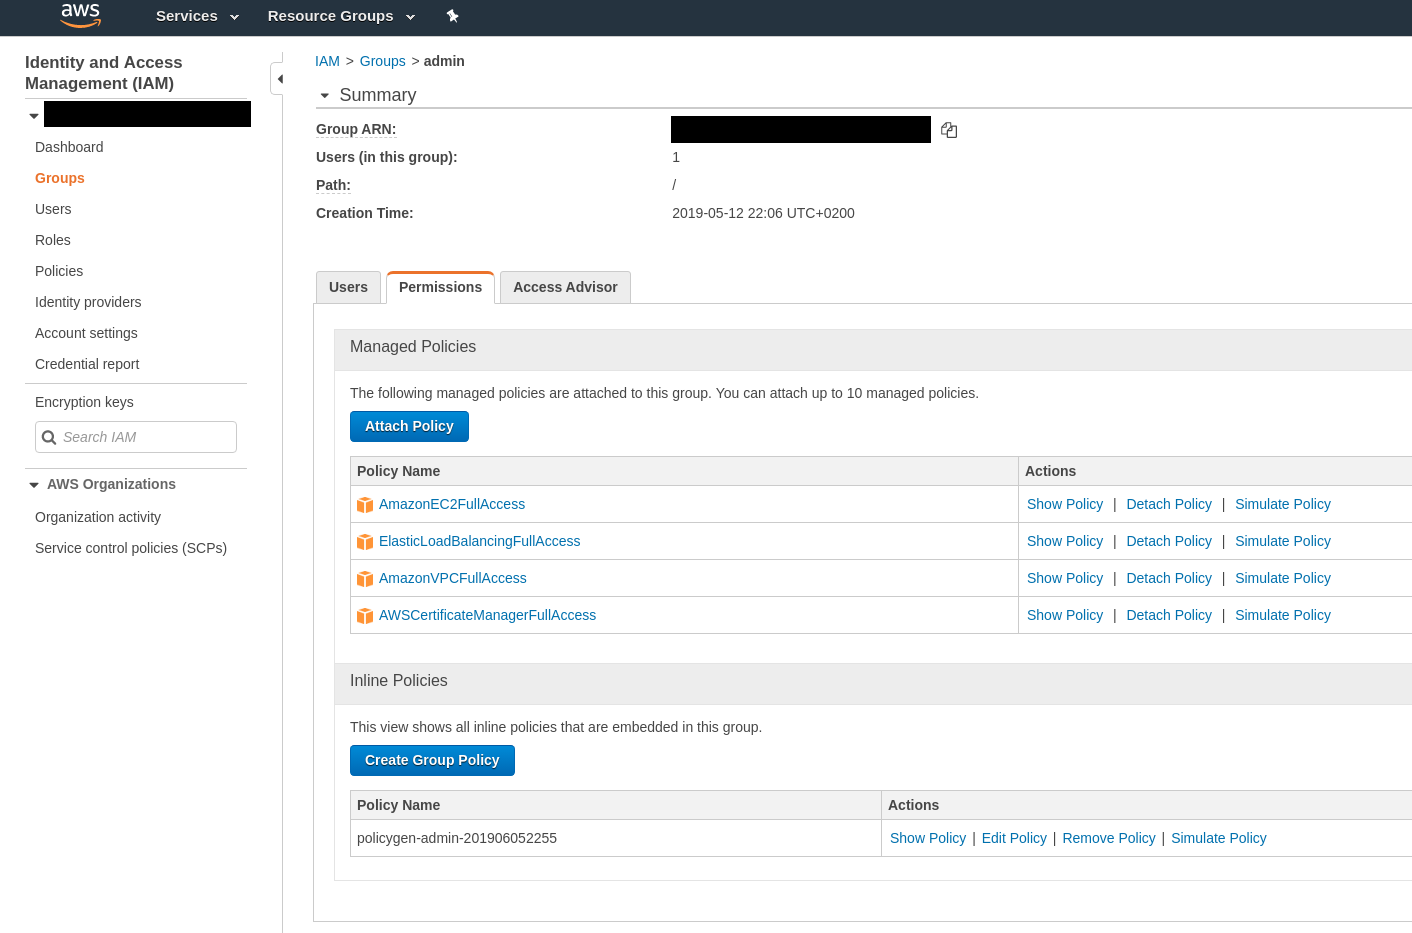 aws Services Resource Groups
Identity and Access
Management (IAM)
Dashboard
Groups
Users
Roles
Policies
Identity providers
Account settings
Credential report
Encryption keys
Search IAM
AWS Organizations
Organization activity
Service control policies (SCPs)
IAM > Groups > admin
Summary
Group ARN:
Users (in this group): 1
Path: /
Creation Time: 2019-05-12 22:06 UTC+0200
Users Permissions Access Advisor
Managed Policies
The following managed policies are attached to this group. You can attach up to 10 managed policies.
Attach Policy
Policy Name Actions
AmazonEC2FullAccess Show Policy | Detach Policy | Simulate Policy
ElasticLoadBalancingFullAccess Show Policy | Detach Policy | Simulate Policy
AmazonVPCFullAccess Show Policy | Detach Policy | Simulate Policy
AWSCertificateManagerFullAccess Show Policy | Detach Policy | Simulate Policy
Inline Policies
This view shows all inline policies that are embedded in this group.
Create Group Policy
Policy Name Actions
policygen-admin-201906052255 Show Policy | Edit Policy | Remove Policy | Simulate Policy